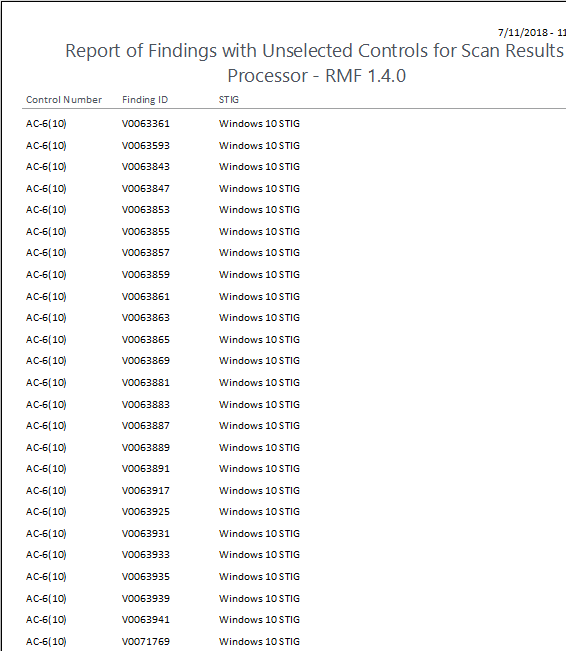 7/11/2018 - 11
Report of Findings with Unselected Controls for Scan Results
Processor - RMF 1.4.0
Control Number Finding ID STIG
AC-6(10) V0063361 Windows 10 STIG
AC-6(10) V0063593 Windows 10 STIG
AC-6(10) V0063843 Windows 10 STIG
AC-6(10) V0063847 Windows 10 STIG
AC-6(10) V0063853 Windows 10 STIG
AC-6(10) V0063855 Windows 10 STIG
AC-6(10) V0063857 Windows 10 STIG
AC-6(10) V0063859 Windows 10 STIG
AC-6(10) V0063861 Windows 10 STIG
AC-6(10) V0063863 Windows 10 STIG
AC-6(10) V0063865 Windows 10 STIG
AC-6(10) V0063869 Windows 10 STIG
AC-6(10) V0063881 Windows 10 STIG
AC-6(10) V0063883 Windows 10 STIG
AC-6(10) V0063887 Windows 10 STIG
AC-6(10) V0063889 Windows 10 STIG
AC-6(10) V0063891 Windows 10 STIG
AC-6(10) V0063917 Windows 10 STIG
AC-6(10) V0063925 Windows 10 STIG
AC-6(10) V0063931 Windows 10 STIG
AC-6(10) V0063933 Windows 10 STIG
AC-6(10) V0063935 Windows 10 STIG
AC-6(10) V0063939 Windows 10 STIG
AC-6(10) V0063941 Windows 10 STIG
AC-6(10) V0071769 Windows 10 STIG